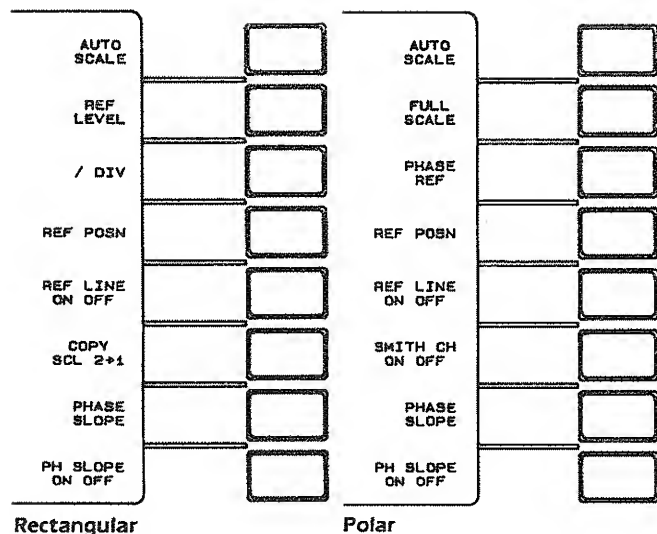 AUTO
SCALE
REF
LEVEL
/ DIV
REF POSN
REF LINE
ON OFF
COPY
SCL 2→1
PHASE
SLOPE
PH SLOPE
ON OFF
Rectangular
AUTO
SCALE
FULL
SCALE
PHASE
REF
REF POSN
REF LINE
ON OFF
SMITH CH
ON OFF
PHASE
SLOPE
PH SLOPE
ON OFF
Polar